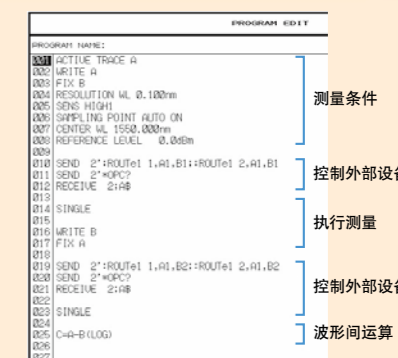 PROGRAM EDIT
PROGRAM NAME:
001 ACTIVE TRACE A
002 WRITE A
003 FIX B
004 RESOLUTION WL 0.100nm
005 SENS HIGH1
006 SAMPLING POINT AUTO ON
007 CENTER WL 1550.000nm
008 REFERENCE LEVEL 0.0dBm
测量条件
009
010 SEND 2":ROUTe1 1,A1,B1::ROUTe1 2,A1,B1
011 SEND 2"*OPC?
012 RECEIVE 2;A$
控制外部设备
013
014 SINGLE
015
016 WRITE B
017 FIX A
执行测量
018
019 SEND 2":ROUTe1 1,A1,B2::ROUTe1 2,A1,B2
020 SEND 2"*OPC?
021 RECEIVE 2;A$
控制外部设备
022
023 SINGLE
024
025 C=A-B(LOG)
波形间运算
026
027